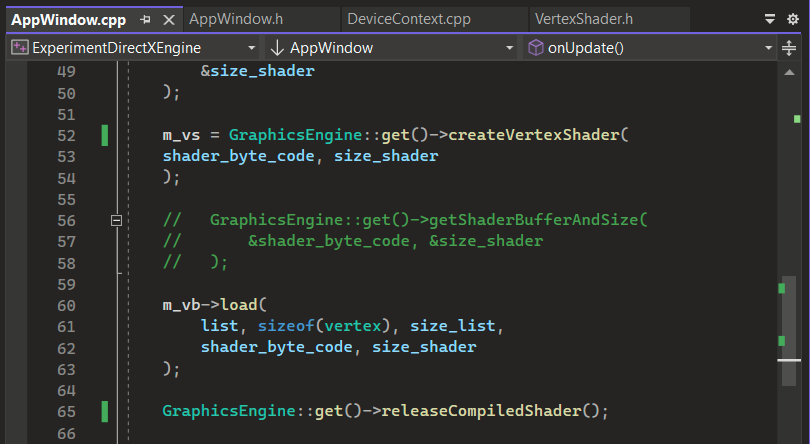 AppWindow.cpp AppWindow.h DeviceContext.cpp VertexShader.h
ExperimentDirectXEngine AppWindow onUpdate()
49 &size_shader
50 );
51
52 m_vs = GraphicsEngine::get()->createVertexShader(
53 shader_byte_code, size_shader
54 );
55
56 // GraphicsEngine::get()->getShaderBufferAndSize(
57 // &shader_byte_code, &size_shader
58 // );
59
60 m_vb->load(
61 list, sizeof(vertex), size_list,
62 shader_byte_code, size_shader
63 );
64
65 GraphicsEngine::get()->releaseCompiledShader();
66